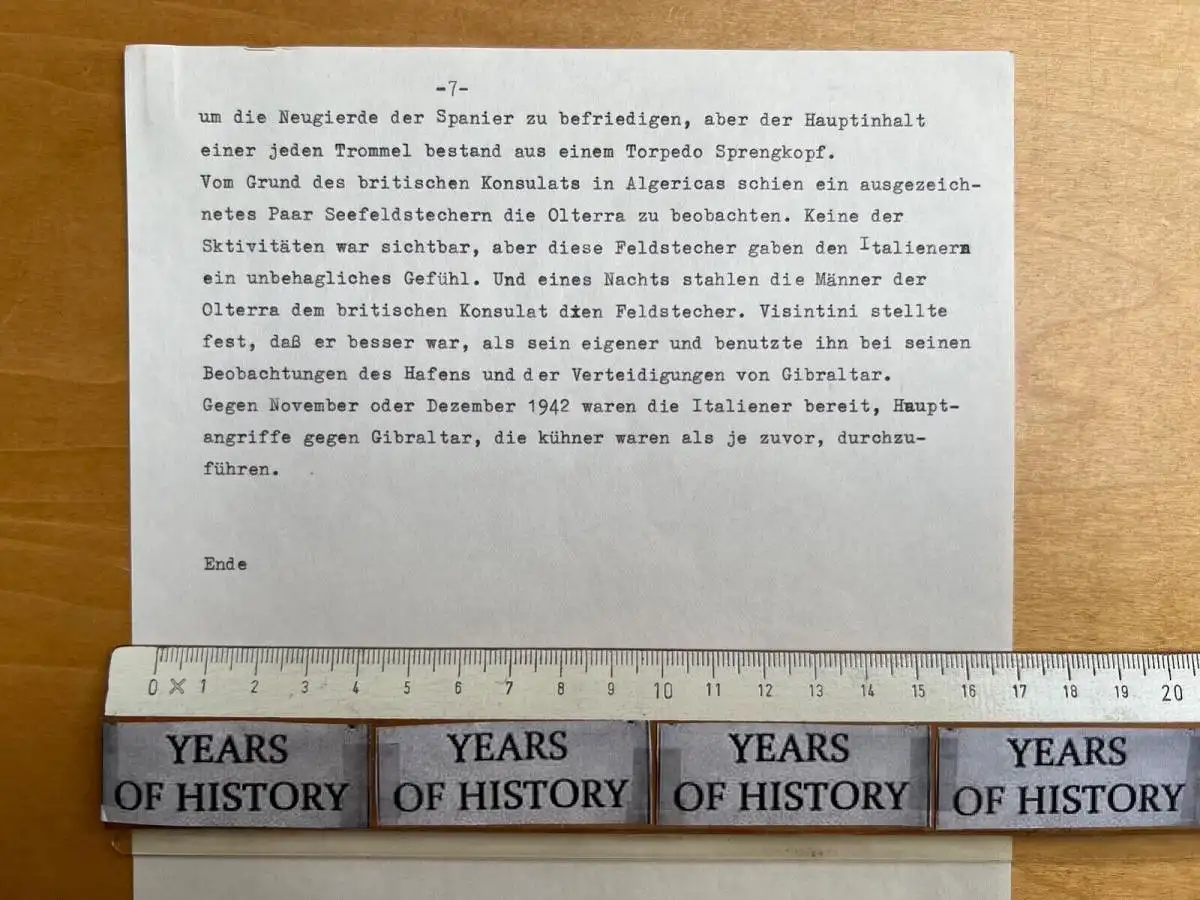 -7-
um die Neugierde der Spanier zu befriedigen, aber der Hauptinhalt
einer jeden Trommel bestand aus einem Torpedo Sprengkopf.
Vom Grund des britischen Konsulats in Algericas schien ein ausgezeich-
netes Paar Seefeldstechern die Olterra zu beobachten. Keine der
Sktivitäten war sichtbar, aber diese Feldstecher gaben den Italienern
ein unbehagliches Gefühl. Und eines Nachts stahlen die Männer der
Olterra dem britischen Konsulat dien Feldstecher. Visintini stellte
fest, daß er besser war, als sein eigener und benutzte ihn bei seinen
Beobachtungen des Hafens und der Verteidigungen von Gibraltar.
Gegen November oder Dezember 1942 waren die Italiener bereit, Haupt-
angriffe gegen Gibraltar, die kühner waren als je zuvor, durchzu-
führen.
Ende
0 1 2 3 4 5 6 7 8 9 10 11 12 13 14 15 16 17 18 19 20
YEARS YEARS YEARS YEARS
OF HISTORY OF HISTORY OF HISTORY OF HISTORY